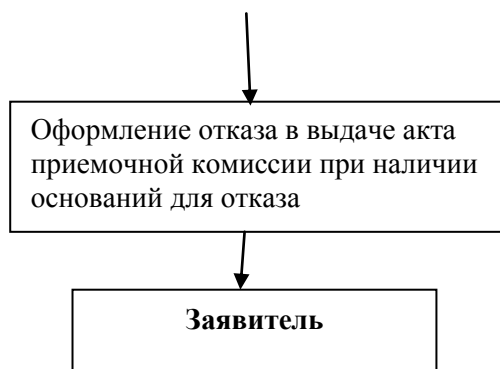 Оформление отказа в выдаче акта
приемочной комиссии при наличии
оснований для отказа
Заявитель